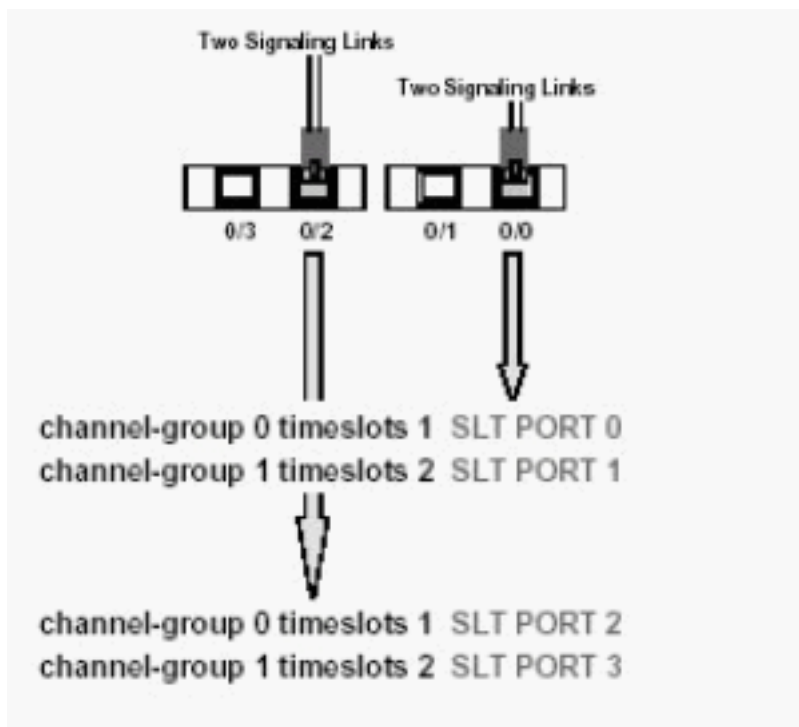 Two Signaling Links
Two Signaling Links
0/3 0/2 0/1 0/0
channel-group 0 timeslots 1 SLT PORT 0
channel-group 1 timeslots 2 SLT PORT 1
channel-group 0 timeslots 1 SLT PORT 2
channel-group 1 timeslots 2 SLT PORT 3